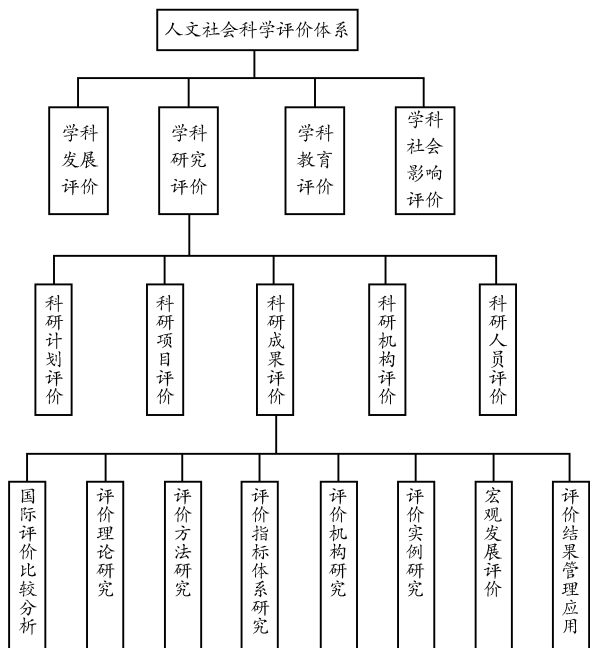 人文社会科学评价体系
学科
发展
评价
学科
研究
评价
学科
教育
评价
学科
社会
影响
评价
科研计划评价
科研项目评价
科研成果评价
科研机构评价
科研人员评价
国际评价比较分析
评价理论研究
评价方法研究
评价指标体系研究
评价机构研究
评价实例研究
宏观发展评价
评价结果管理应用